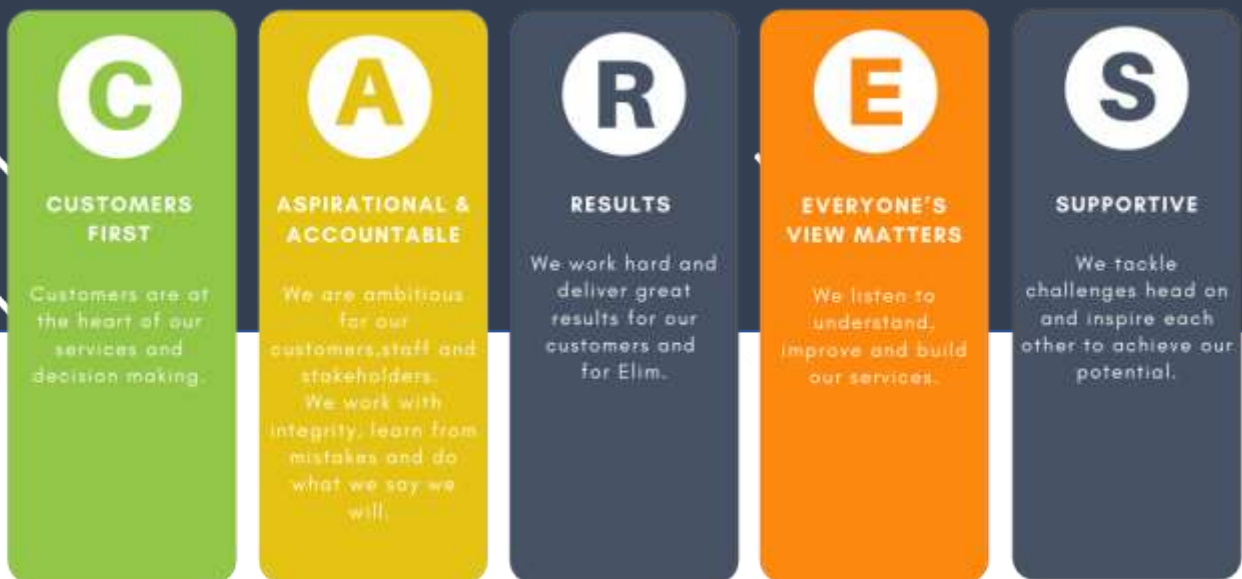 C
CUSTOMERS
FIRST
Customers are at
the heart of our
services and
decision making.
A
ASPIRATIONAL &
ACCOUNTABLE
We are ambitious
for our
customers,staff and
stakeholders.
We work with
integrity, learn from
mistakes and do
what we say we
will.
R
RESULTS
We work hard and
deliver great
results for our
customers and
for Elim.
E
EVERYONE'S
VIEW MATTERS
We listen to
understand,
improve and build
our services.
S
SUPPORTIVE
We tackle
challenges head on
and inspire each
other to achieve our
potential.